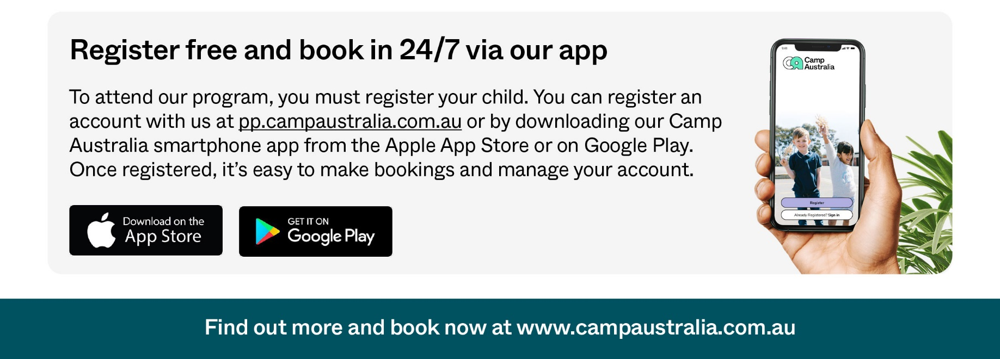 Register free and book in 24/7 via our app
To attend our program, you must register your child. You can register an
account with us at pp.campaustralia.com.au or by downloading our Camp
Australia smartphone app from the Apple App Store or on Google Play.
Once registered, it’s easy to make bookings and manage your account.
Download on the
App Store
GET IT ON
Google Play
9:41
Camp
Australia
Register
Already Registered? Sign in
Find out more and book now at www.campaustralia.com.au